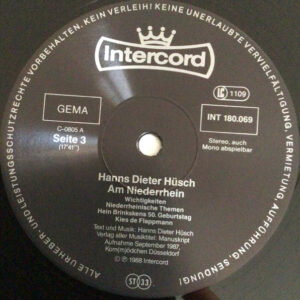 ALLE URHEBER- UND LEISTUNGSSCHUTZRECHTE VORBEHALTEN. KEIN VERLEIH! KEINE UNERLAUBTE VERVIELFÄLTIGUNG, VERMIETUNG, AUFFÜHRUNG, SENDUNG!
Intercord
LC 1109
GEMA
INT 180.069
C-0805 A
Seite 3
(17'41")
Stereo, auch
Mono abspielbar
Hanns Dieter Hüsch
Am Niederrhein
Wichtigkeiten
Niederrheinische Themen
Hein Brinkskens 50. Geburtstag
Kies de Flappmann
Text und Musik: Hanns Dieter Hüsch
Verlag aller Musiktitel: Manuskript
Aufnahme September 1987,
Kom(m)ödchen Düsseldorf
℗ © 1988 Intercord
ST 33